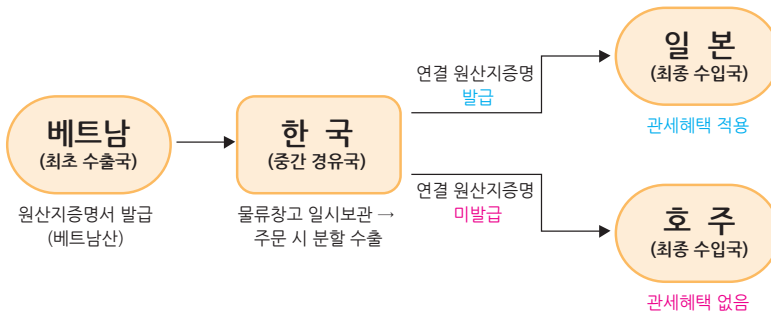 베트남
(최초 수출국)
원산지증명서 발급
(베트남산)
한 국
(중간 경유국)
물류창고 일시보관 →
주문 시 분할 수출
연결 원산지증명
발급
일 본
(최종 수입국)
관세혜택 적용
연결 원산지증명
미발급
호 주
(최종 수입국)
관세혜택 없음